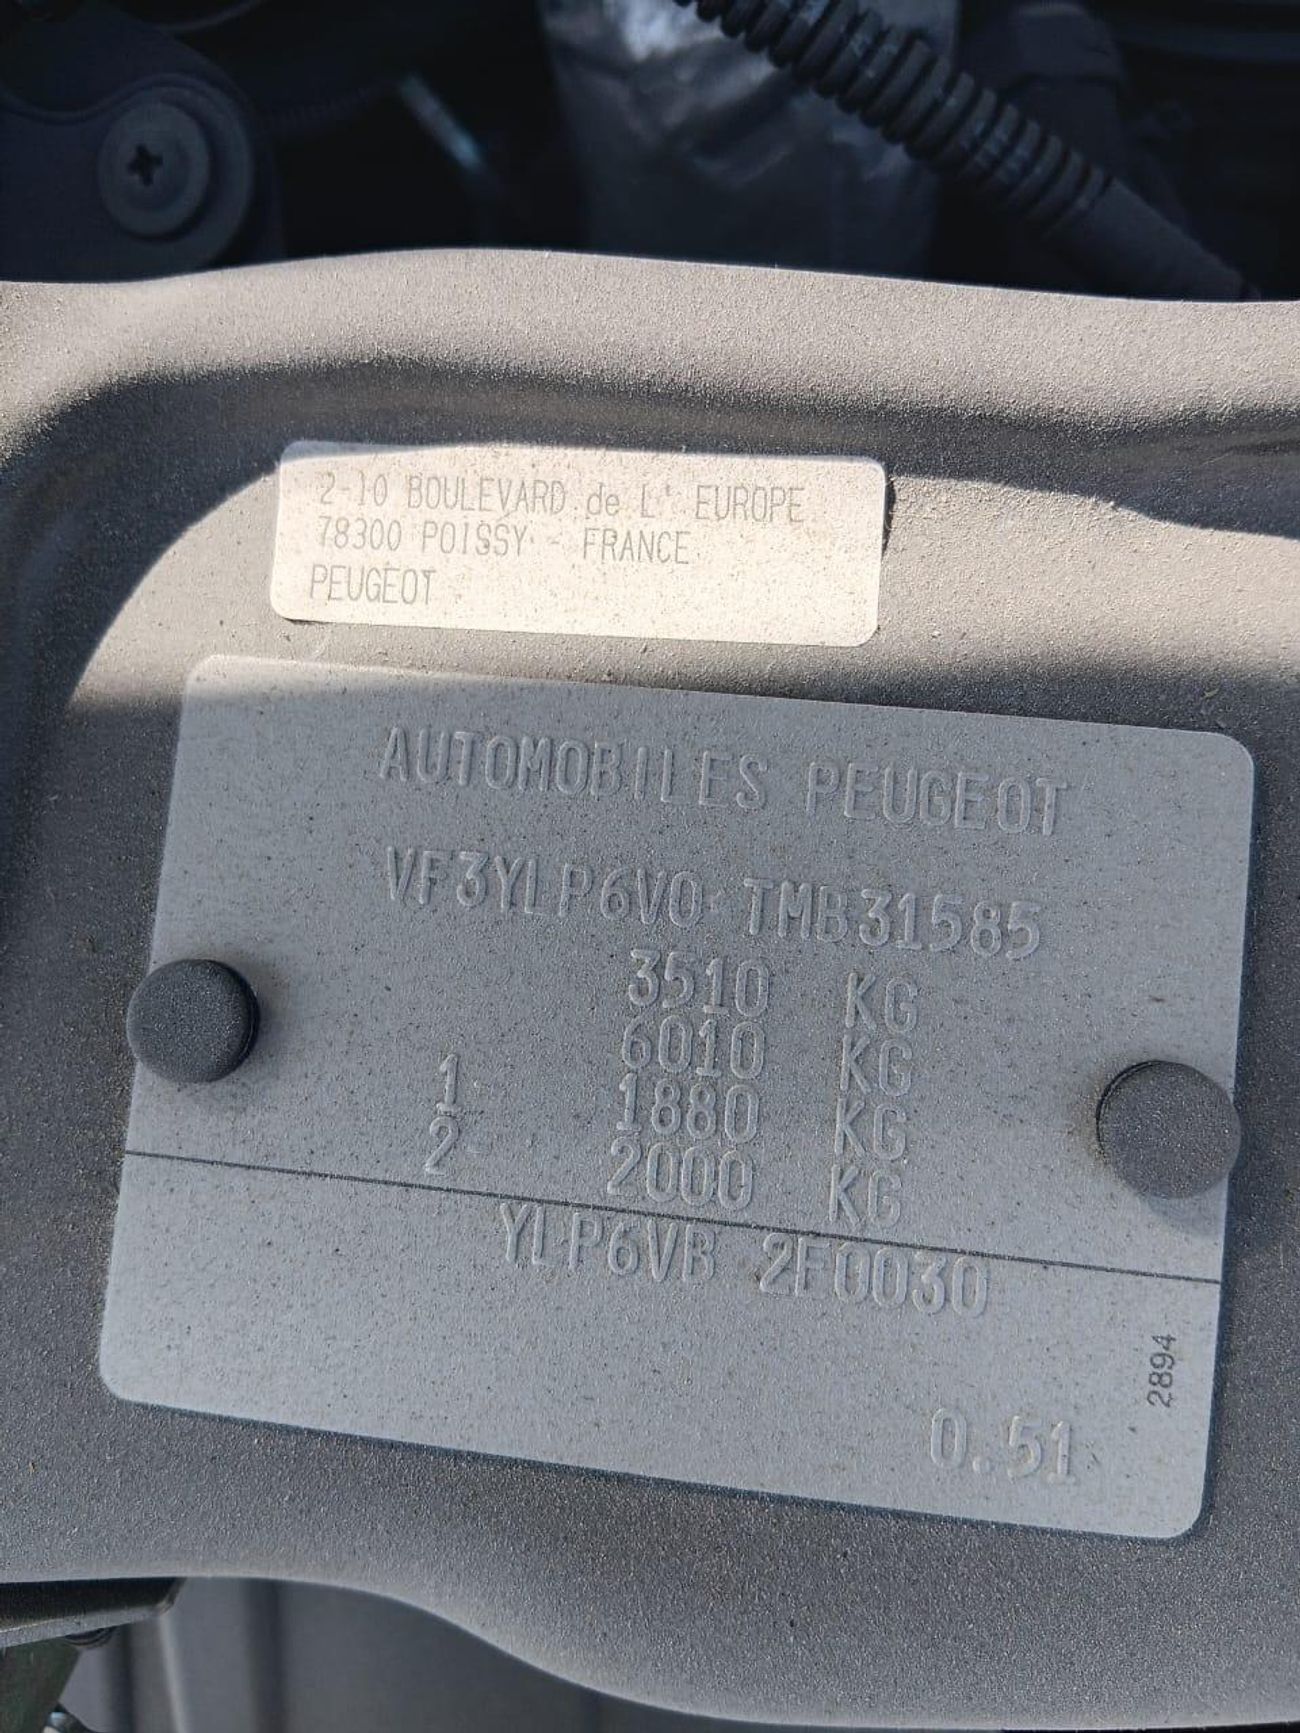 2-10 BOULEVARD de L' EUROPE
78300 POISSY - FRANCE
PEUGEOT
AUTOMOBILES PEUGEOT
VF3YLP6V0 TMB31585
3510 KG
6010 KG
1- 1880 KG
2- 2000 KG
YLP6VB 2F0030
2894
0.51